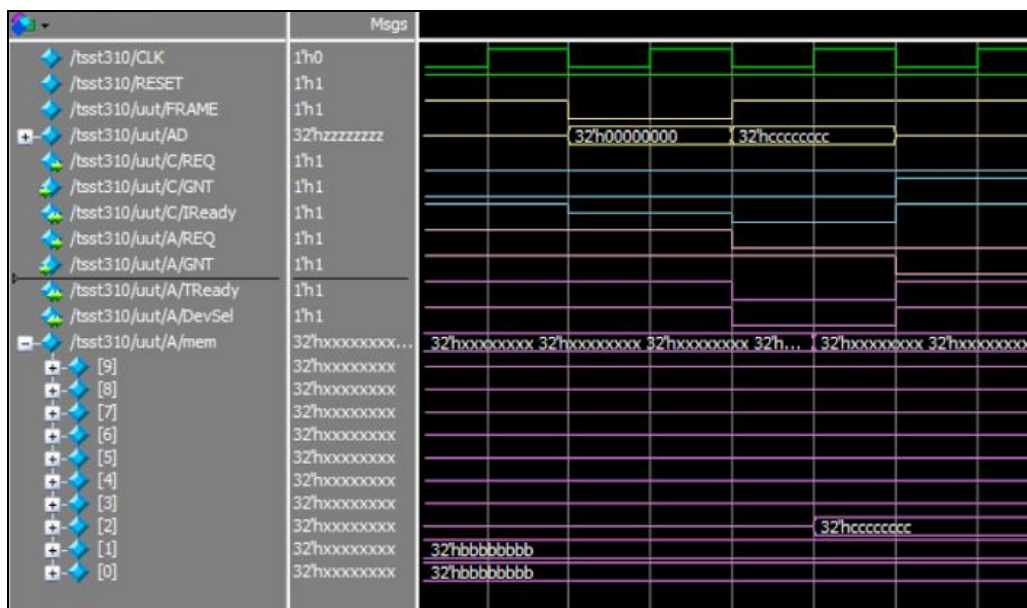 Msgs
/tsst310/CLK 1'h0
/tsst310/RESET 1'h1
/tsst310/uut/FRAME 1'h1
/tsst310/uut/AD 32'hzzzzzzzz 32'h00000000 32'hcccccccc
/tsst310/uut/C/REQ 1'h1
/tsst310/uut/C/GNT 1'h1
/tsst310/uut/C/IReady 1'h1
/tsst310/uut/A/REQ 1'h1
/tsst310/uut/A/GNT 1'h1
/tsst310/uut/A/TReady 1'h1
/tsst310/uut/A/DevSel 1'h1
/tsst310/uut/A/mem 32'hxxxxxxxx... 32'hxxxxxxxx 32'hxxxxxxxx 32'hxxxxxxxx 32'h... 32'hxxxxxxxx 32'hxxxxxxxx
[9] 32'hxxxxxxxx
[8] 32'hxxxxxxxx
[7] 32'hxxxxxxxx
[6] 32'hxxxxxxxx
[5] 32'hxxxxxxxx
[4] 32'hxxxxxxxx
[3] 32'hxxxxxxxx
[2] 32'hxxxxxxxx 32'hcccccccc
[1] 32'hxxxxxxxx 32'hbbbbbbbb
[0] 32'hxxxxxxxx 32'hbbbbbbbb